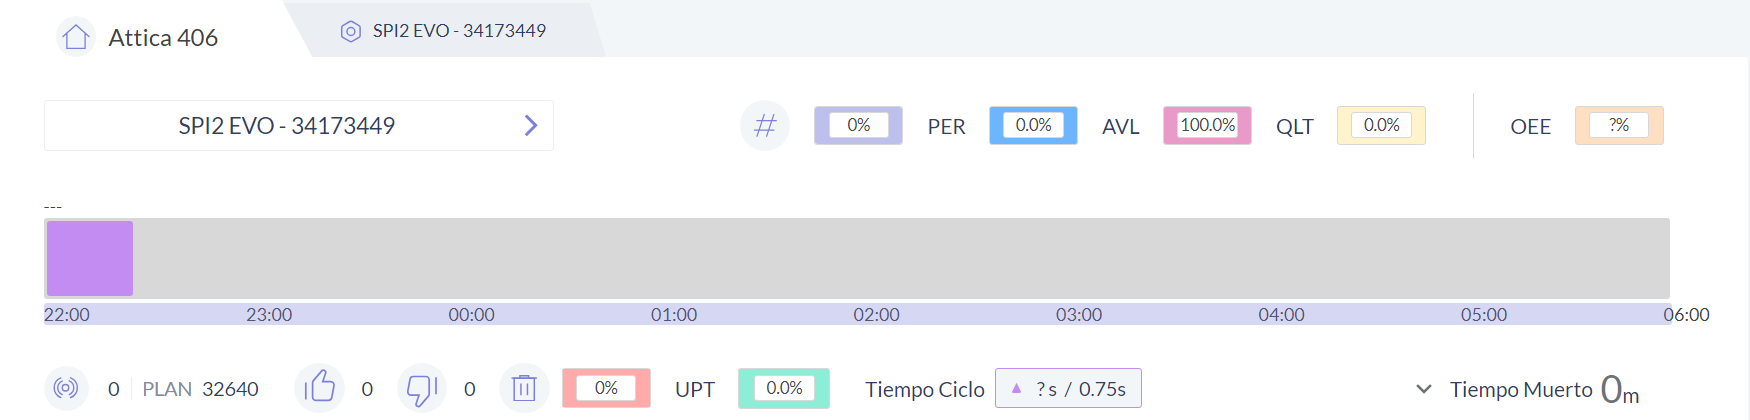 Attica 406
SPI2 EVO - 34173449
SPI2 EVO - 34173449
# 0% PER 0.0% AVL 100.0% QLT 0.0% OEE ?%
---
22:00 23:00 00:00 01:00 02:00 03:00 04:00 05:00 06:00
0 PLAN 32640 0 0 0% UPT 0.0% Tiempo Ciclo ? s / 0.75s Tiempo Muerto 0m